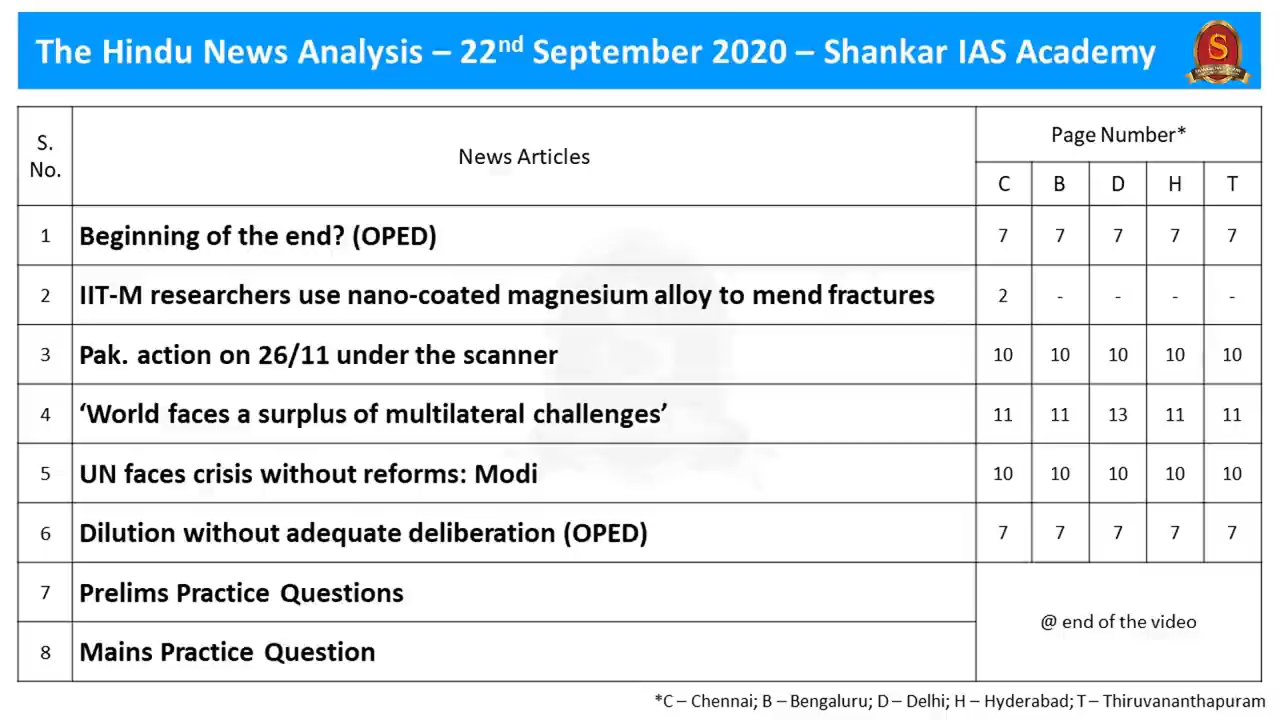 The Hindu News Analysis – 22nd September 2020 – Shankar IAS Academy
S
S. No.
News Articles
Page Number*
C B D H T
1 Beginning of the end? (OPED) 7 7 7 7 7
2 IIT-M researchers use nano-coated magnesium alloy to mend fractures 2 - - - -
3 Pak. action on 26/11 under the scanner 10 10 10 10 10
4 ‘World faces a surplus of multilateral challenges’ 11 11 13 11 11
5 UN faces crisis without reforms: Modi 10 10 10 10 10
6 Dilution without adequate deliberation (OPED) 7 7 7 7 7
7 Prelims Practice Questions
@ end of the video
8 Mains Practice Question
*C – Chennai; B – Bengaluru; D – Delhi; H – Hyderabad; T – Thiruvananthapuram